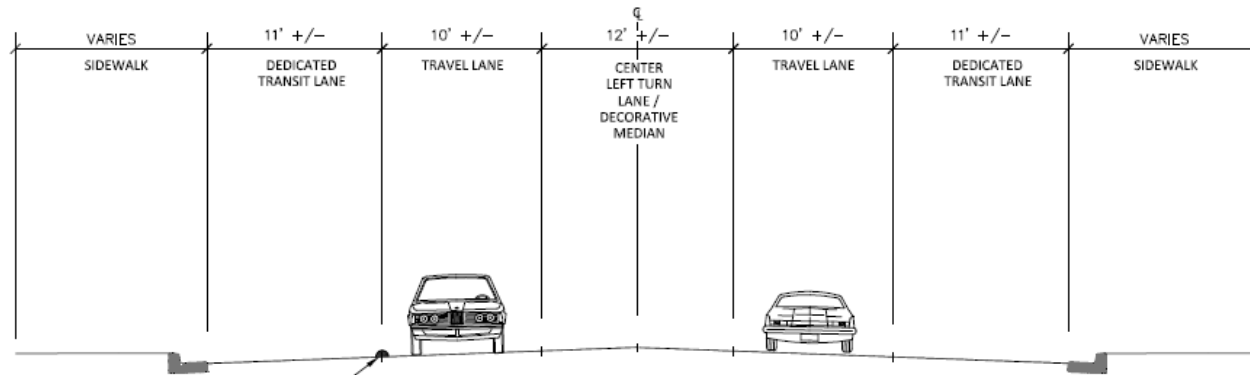 ℄
VARIES
11' +/-
10' +/-
12' +/-
10' +/-
11' +/-
VARIES
SIDEWALK
DEDICATED
TRANSIT LANE
TRAVEL LANE
CENTER
LEFT TURN
LANE /
DECORATIVE
MEDIAN
TRAVEL LANE
DEDICATED
TRANSIT LANE
SIDEWALK